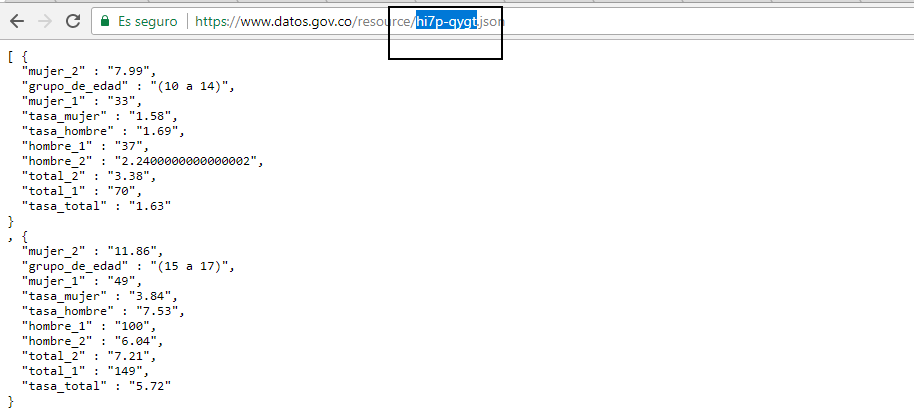 Es seguro | https://www.datos.gov.co/resource/hi7p-qygt.json
[ {
  "mujer_2" : "7.99",
  "grupo_de_edad" : "(10 a 14)",
  "mujer_1" : "33",
  "tasa_mujer" : "1.58",
  "tasa_hombre" : "1.69",
  "hombre_1" : "37",
  "hombre_2" : "2.2400000000000002",
  "total_2" : "3.38",
  "total_1" : "70",
  "tasa_total" : "1.63"
}
, {
  "mujer_2" : "11.86",
  "grupo_de_edad" : "(15 a 17)",
  "mujer_1" : "49",
  "tasa_mujer" : "3.84",
  "tasa_hombre" : "7.53",
  "hombre_1" : "100",
  "hombre_2" : "6.04",
  "total_2" : "7.21",
  "total_1" : "149",
  "tasa_total" : "5.72"
}